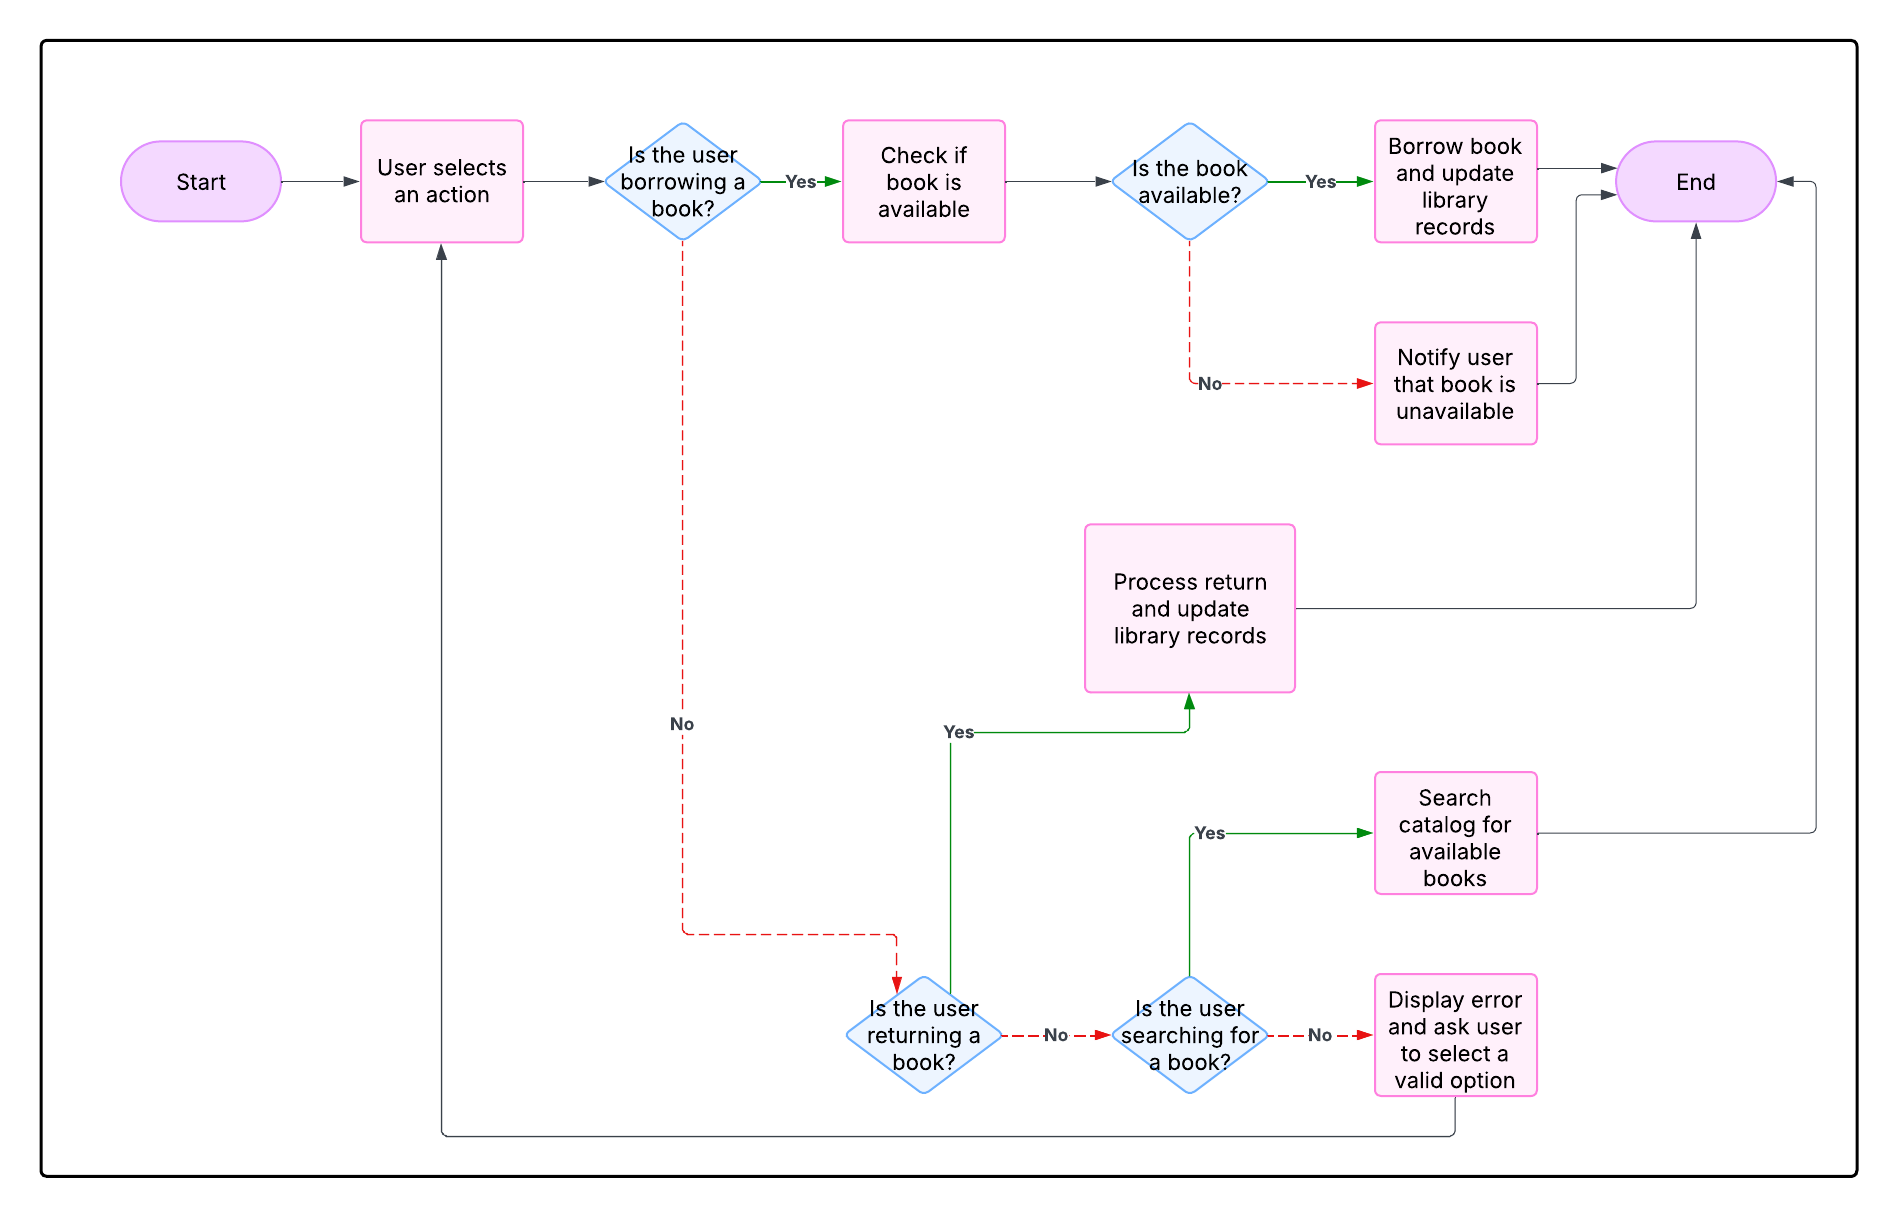 Start
User selects
an action
Is the user
borrowing a
book?
Yes
Check if
book is
available
Is the book
available?
Yes
Borrow book
and update
library
records
End
No
Notify user
that book is
unavailable
Process return
and update
library records
No
Yes
Yes
Search
catalog for
available
books
Is the user
returning a
book?
No
Is the user
searching for
a book?
No
Display error
and ask user
to select a
valid option